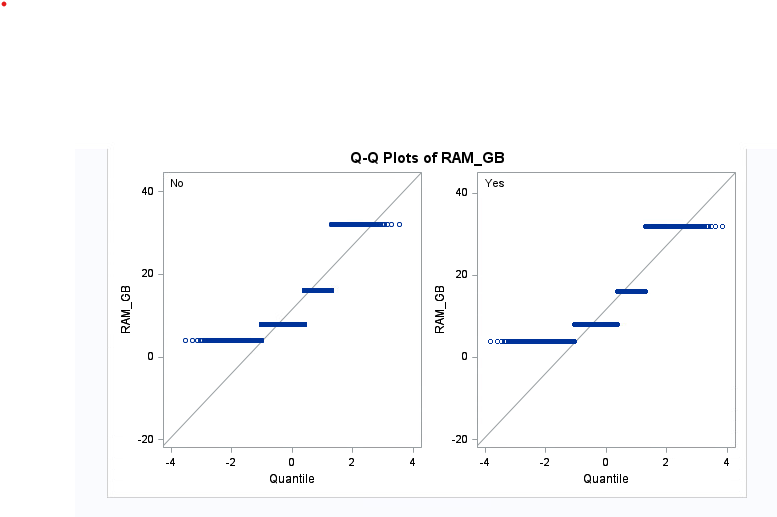 Q-Q Plots of RAM_GB
No
Yes
40
20
0
-20
RAM_GB
-4 -2 0 2 4
Quantile
40
20
0
-20
RAM_GB
-4 -2 0 2 4
Quantile